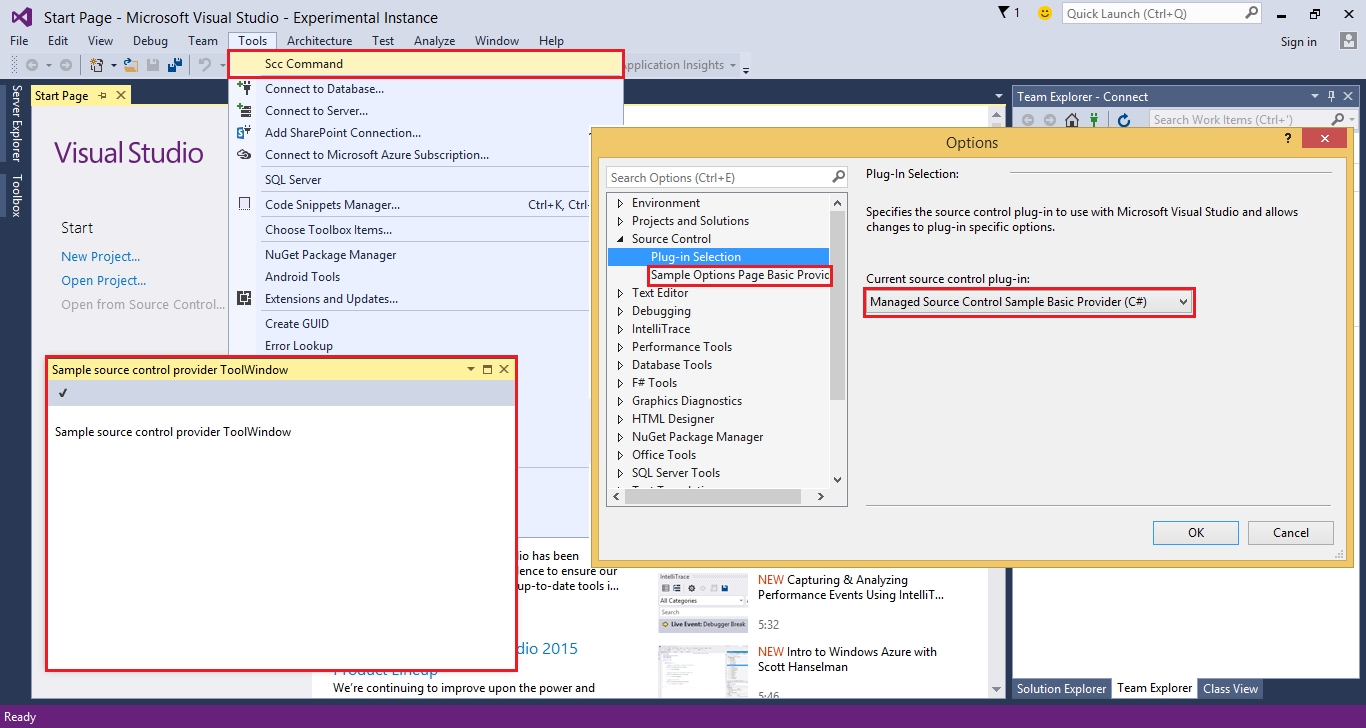 Start Page - Microsoft Visual Studio - Experimental Instance
1
Quick Launch (Ctrl+Q)
File Edit View Debug Team Tools Architecture Test Analyze Window Help
Sign in
Scc Command
Application Insights
Server Explorer
Toolbox
Start Page
Visual Studio
Start
New Project...
Open Project...
Open from Source Control...
Connect to Database...
Connect to Server...
Add SharePoint Connection...
Connect to Microsoft Azure Subscription...
SQL Server
Code Snippets Manager... Ctrl+K, Ctrl-
Choose Toolbox Items...
NuGet Package Manager
Android Tools
Extensions and Updates...
Create GUID
Error Lookup
Team Explorer - Connect
Search Work Items (Ctrl+')
Options
?
Search Options (Ctrl+E)
Environment
Projects and Solutions
Source Control
Plug-in Selection
Sample Options Page Basic Provic
Text Editor
Debugging
IntelliTrace
Performance Tools
Database Tools
F# Tools
Graphics Diagnostics
HTML Designer
NuGet Package Manager
Office Tools
SQL Server Tools
Plug-In Selection:
Specifies the source control plug-in to use with Microsoft Visual Studio and allows
changes to plug-in specific options.
Current source control plug-in:
Managed Source Control Sample Basic Provider (C#)
OK
Cancel
Sample source control provider ToolWindow
Sample source control provider ToolWindow
io has been
ence to ensure our
up-to-date tools i...
dio 2015
Product Lineup
We're continuing to improve upon the power and
IntelliTrace
All Categories
Search
Live Event: Debugger Break
NEW Capturing & Analyzing
Performance Events Using IntelliT...
5:32
NEW Intro to Windows Azure with
Scott Hanselman
5:46
Solution Explorer
Team Explorer
Class View
Ready